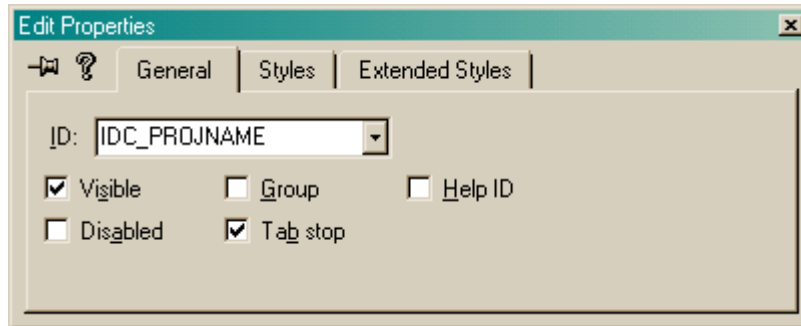 Edit Properties
? General Styles Extended Styles
ID: IDC_PROJNAME
Visible Group Help ID
Disabled Tab stop